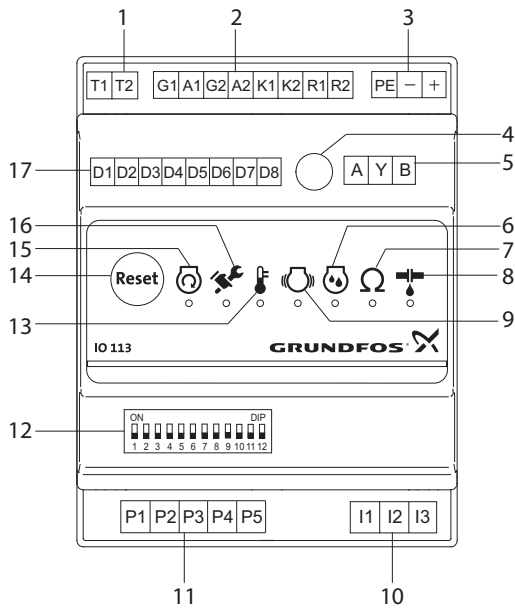 1 2 3
T1 T2 G1 A1 G2 A2 K1 K2 R1 R2 PE − +
4
17 D1 D2 D3 D4 D5 D6 D7 D8 A Y B 5
16 6
15 7
14 Reset Ω 8
13 9
IO 113 GRUNDFOS
12 ON DIP
1 2 3 4 5 6 7 8 9 10 11 12
P1 P2 P3 P4 P5 I1 I2 I3
11 10